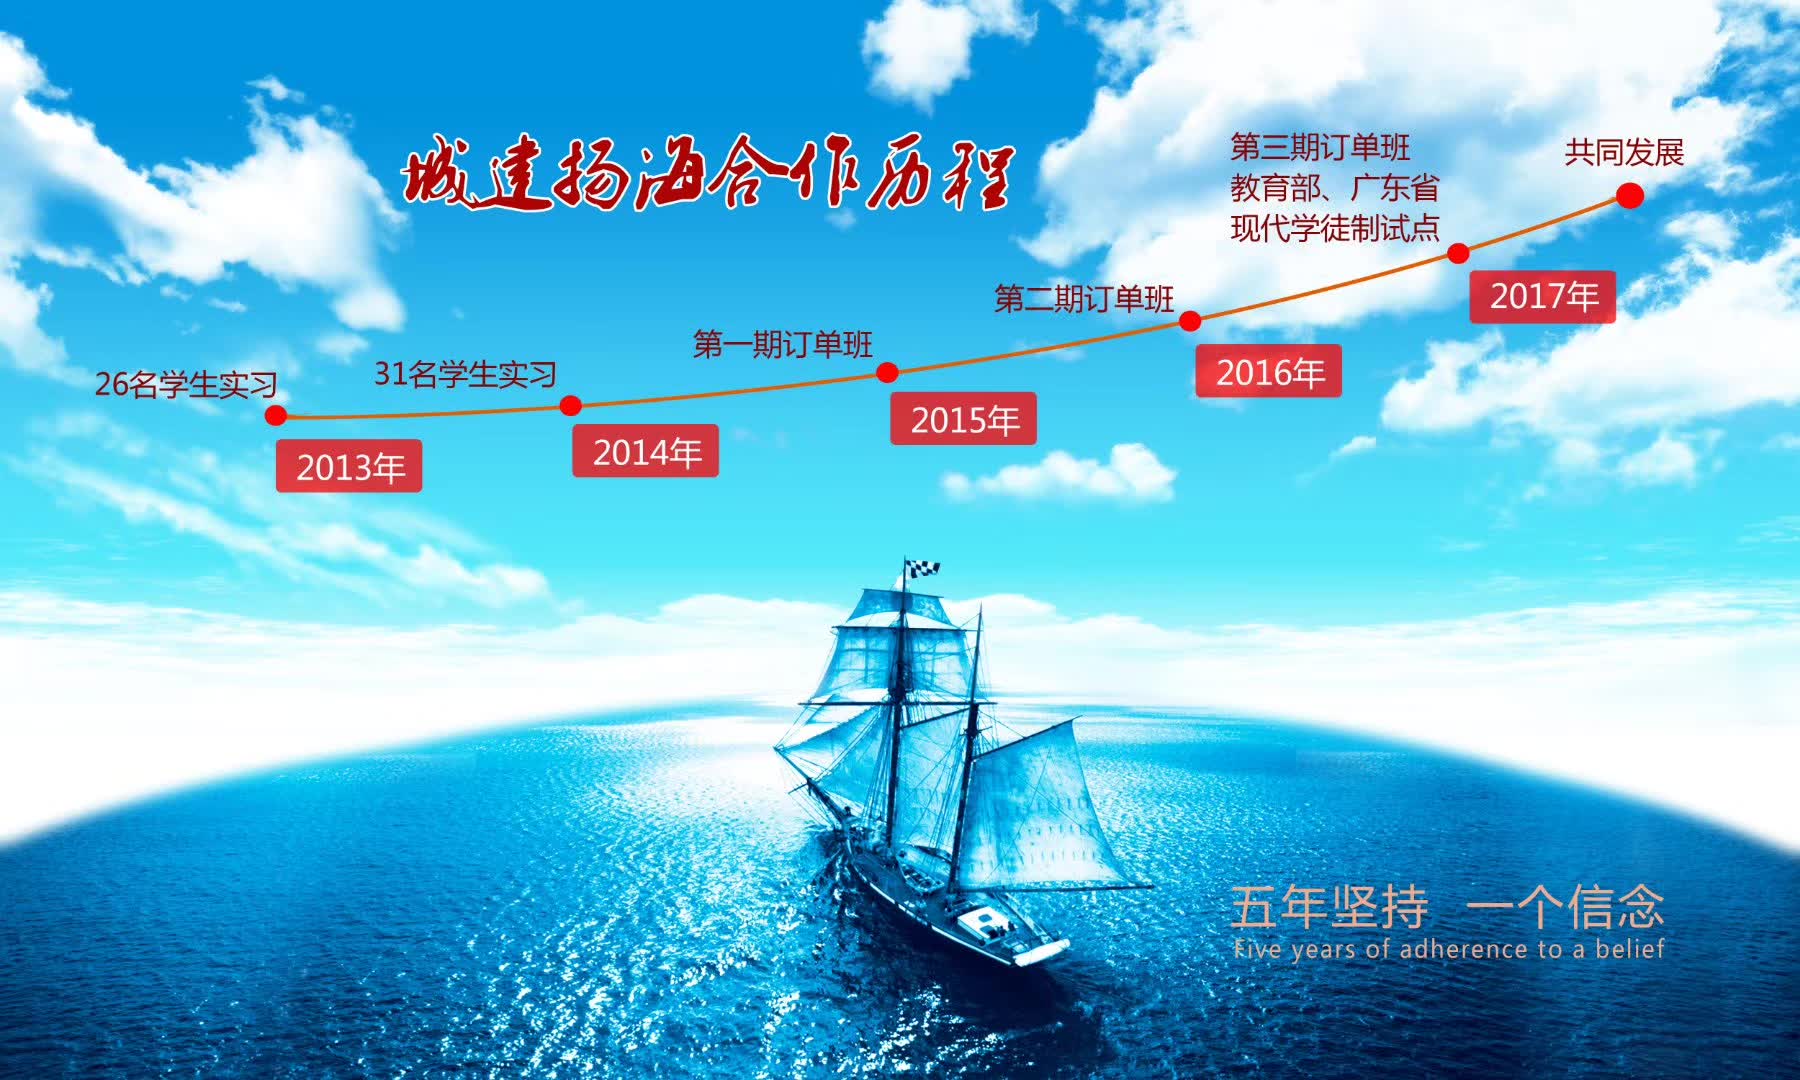 城建扬海合作历程
26名学生实习
2013年
31名学生实习
2014年
第一期订单班
2015年
第二期订单班
2016年
第三期订单班
教育部、广东省
现代学徒制试点
2017年
共同发展
五年坚持 一个信念
Five years of adherence to a belief